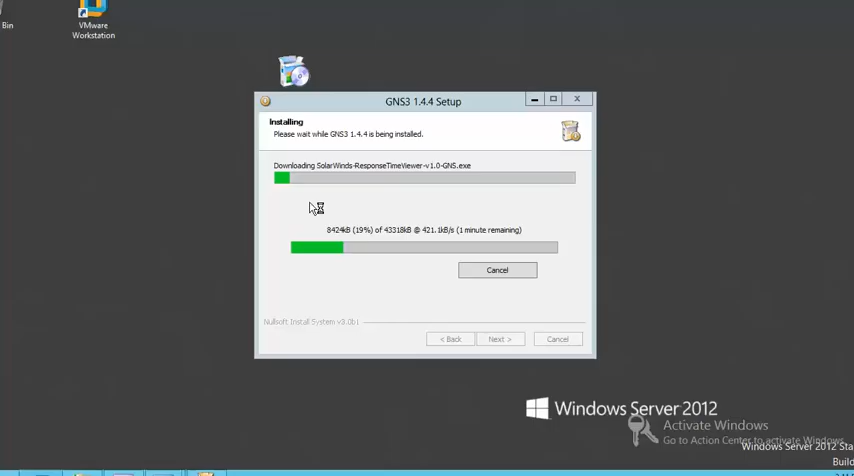 Bin
VMware
Workstation
GNS3 1.4.4 Setup
Installing
Please wait while GNS3 1.4.4 is being installed.
Downloading SolarWinds-ResponseTimeViewer-v1.0-GNS.exe
8424kB (19%) of 43318kB @ 421.1kB/s (1 minute remaining)
Cancel
Nullsoft Install System v3.0b1
< Back
Next >
Cancel
Windows Server 2012
Activate Windows
Go to Action Center to activate Windows.
Windows Server 2012 Sta
Build